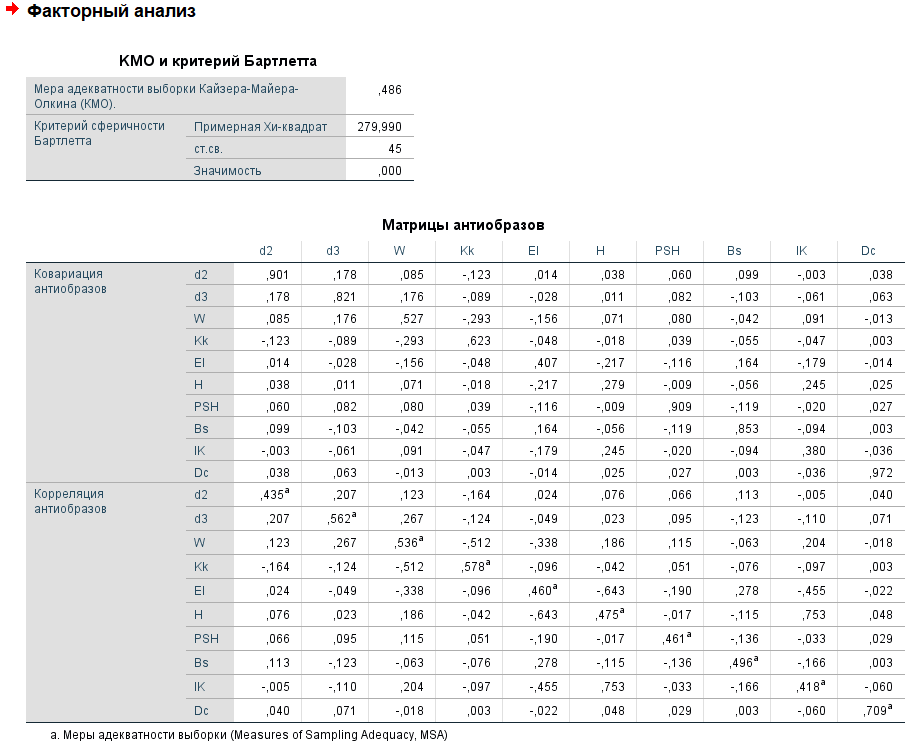 Факторный анализ
КМО и критерий Бартлетта
Мера адекватности выборки Кайзера-Майера-
Олкина (КМО). ,486
Критерий сферичности Примерная Хи-квадрат 279,990
Бартлетта
ст.св. 45
Значимость ,000
Матрицы антиобразов
d2 d3 W Kk EI H PSH Bs IK Dc
Ковариация d2 ,901 ,178 ,085 -,123 ,014 ,038 ,060 ,099 -,003 ,038
антиобразов
d3 ,178 ,821 ,176 -,089 -,028 ,011 ,082 -,103 -,061 ,063
W ,085 ,176 ,527 -,293 -,156 ,071 ,080 -,042 ,091 -,013
Kk -,123 -,089 -,293 ,623 -,048 -,018 ,039 -,055 -,047 ,003
EI ,014 -,028 -,156 -,048 ,407 -,217 -,116 ,164 -,179 -,014
H ,038 ,011 ,071 -,018 -,217 ,279 -,009 -,056 ,245 ,025
PSH ,060 ,082 ,080 ,039 -,116 -,009 ,909 -,119 -,020 ,027
Bs ,099 -,103 -,042 -,055 ,164 -,056 -,119 ,853 -,094 ,003
IK -,003 -,061 ,091 -,047 -,179 ,245 -,020 -,094 ,380 -,036
Dc ,038 ,063 -,013 ,003 -,014 ,025 ,027 ,003 -,036 ,972
Корреляция d2 ,435a ,207 ,123 -,164 ,024 ,076 ,066 ,113 -,005 ,040
антиобразов
d3 ,207 ,562a ,267 -,124 -,049 ,023 ,095 -,123 -,110 ,071
W ,123 ,267 ,536a -,512 -,338 ,186 ,115 -,063 ,204 -,018
Kk -,164 -,124 -,512 ,578a -,096 -,042 ,051 -,076 -,097 ,003
EI ,024 -,049 -,338 -,096 ,460a -,643 -,190 ,278 -,455 -,022
H ,076 ,023 ,186 -,042 -,643 ,475a -,017 -,115 ,753 ,048
PSH ,066 ,095 ,115 ,051 -,190 -,017 ,461a -,136 -,033 ,029
Bs ,113 -,123 -,063 -,076 ,278 -,115 -,136 ,496a -,166 ,003
IK -,005 -,110 ,204 -,097 -,455 ,753 -,033 -,166 ,418a -,060
Dc ,040 ,071 -,018 ,003 -,022 ,048 ,029 ,003 -,060 ,709a
a. Меры адекватности выборки (Measures of Sampling Adequacy, MSA)